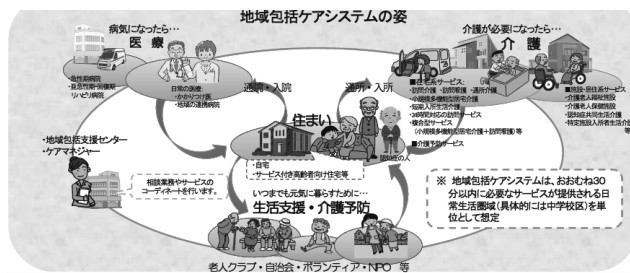 地域包括ケアシステムの姿
病気になったら…
医療
・急性期病院
・亜急性期・回復期
リハビリ病院
日常の医療:
・かかりつけ医
・地域の連携病院
通院・入院
通所・入所
介護が必要になったら…
介護
■在宅系サービス:
・訪問介護 ・訪問看護 ・通所介護
・小規模多機能型居宅介護
・短期入所生活介護
・24時間対応の訪問サービス
・複合型サービス
(小規模多機能型居宅介護+訪問看護)等
■介護予防サービス
■施設・居住系サービス
・介護老人福祉施設
・介護老人保健施設
・認知症共同生活介護
・特定施設入所者生活介護
等
住まい
認知症の人
・自宅
・サービス付き高齢者向け住宅等
・地域包括支援センター
・ケアマネジャー
相談業務やサービスの
コーディネートを行います。
いつまでも元気に暮らすために…
生活支援・介護予防
老人クラブ・自治会・ボランティア・NPO 等
※ 地域包括ケアシステムは、おおむね30
分以内に必要なサービスが提供される日
常生活圏域(具体的には中学校区)を単
位として想定